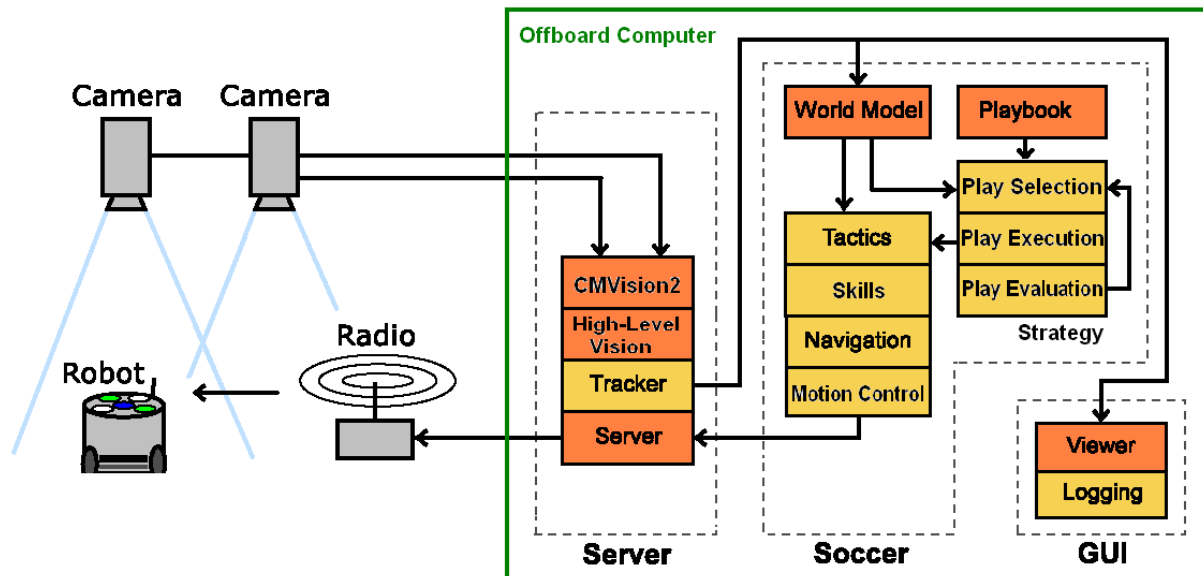 Offboard Computer
Camera
Camera
World Model
Playbook
Play Selection
Tactics
Play Execution
CMVision2
Skills
Play Evaluation
High-Level
Vision
Strategy
Radio
Navigation
Robot
Tracker
Motion Control
Server
Viewer
Logging
Server
Soccer
GUI